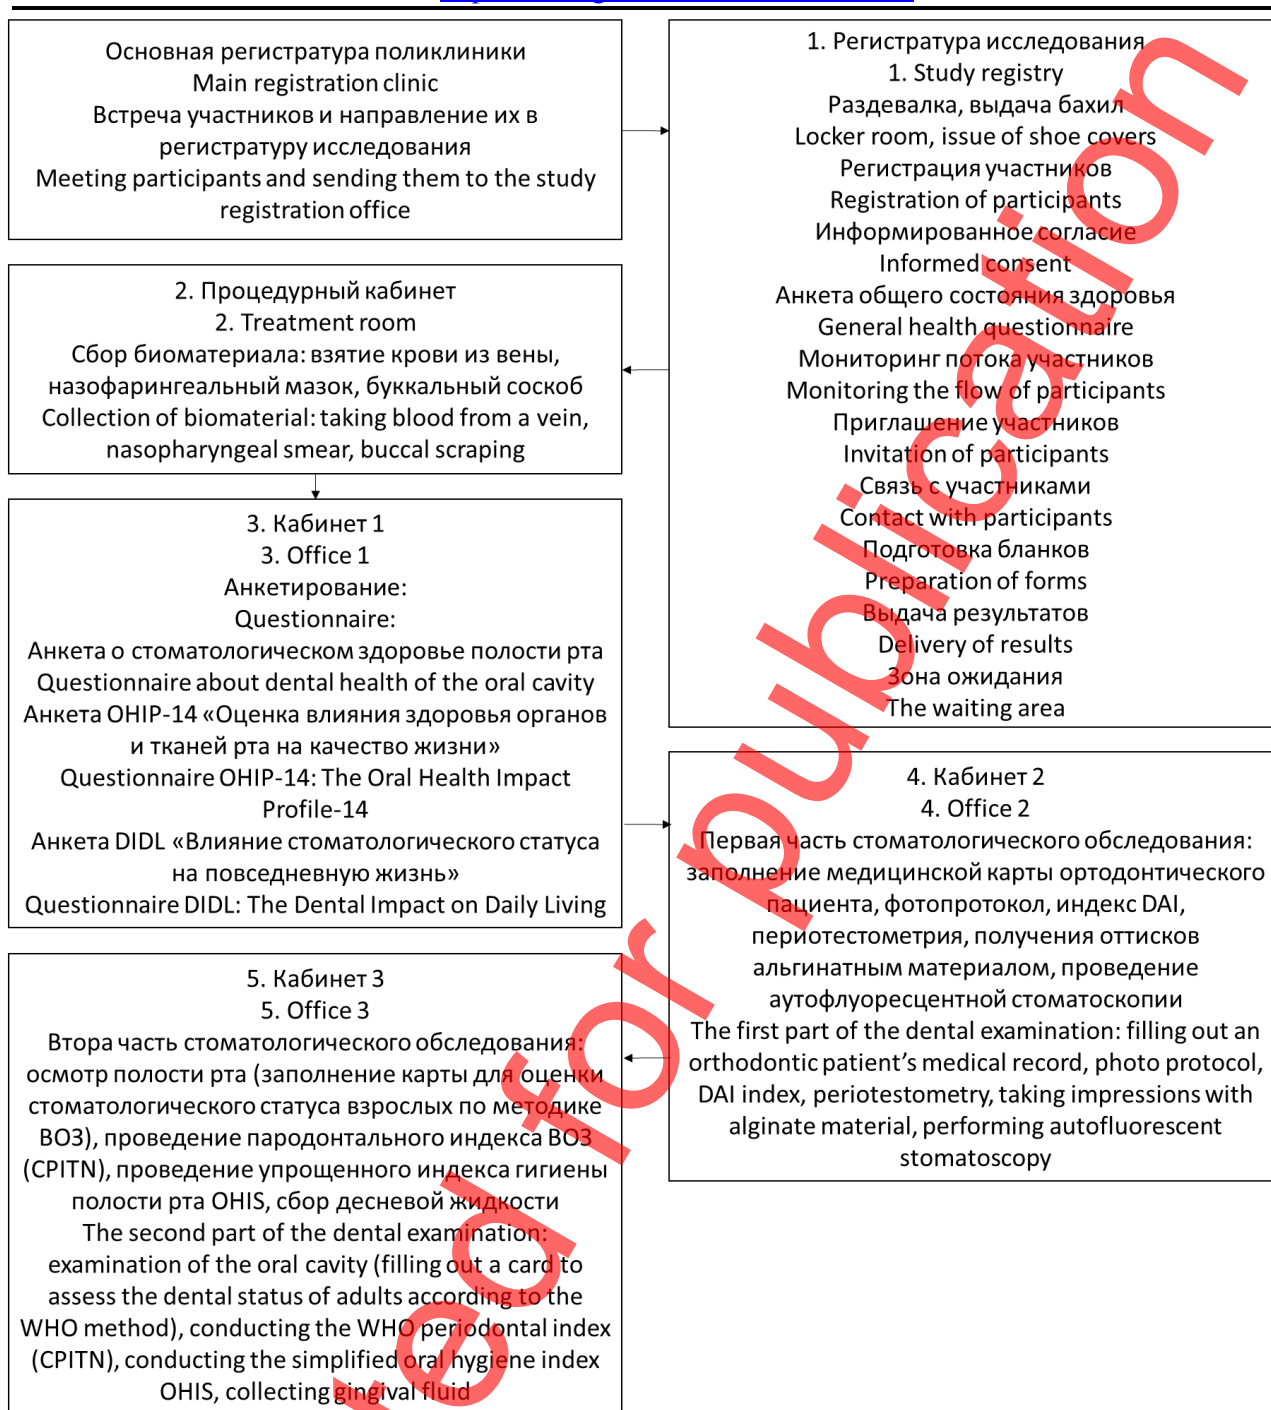 Основная регистратура поликлиники
Main registration clinic
Встреча участников и направление их в
регистратуру исследования
Meeting participants and sending them to the study
registration office
1. Регистратура исследования
1. Study registry
Раздевалка, выдача бахил
Locker room, issue of shoe covers
Регистрация участников
Registration of participants
Информированное согласие
Informed consent
Анкета общего состояния здоровья
General health questionnaire
Мониторинг потока участников
Monitoring the flow of participants
Приглашение участников
Invitation of participants
Связь с участниками
Contact with participants
Подготовка бланков
Preparation of forms
Выдача результатов
Delivery of results
Зона ожидания
The waiting area
2. Процедурный кабинет
2. Treatment room
Сбор биоматериала: взятие крови из вены,
назофарингеальный мазок, буккальный соскоб
Collection of biomaterial: taking blood from a vein,
nasopharyngeal smear, buccal scraping
3. Кабинет 1
3. Office 1
Анкетирование:
Questionnaire:
Анкета о стоматологическом здоровье полости рта
Questionnaire about dental health of the oral cavity
Анкета OHIP-14 «Оценка влияния здоровья органов
и тканей рта на качество жизни»
Questionnaire OHIP-14: The Oral Health Impact
Profile-14
Анкета DIDL «Влияние стоматологического статуса
на повседневную жизнь»
Questionnaire DIDL: The Dental Impact on Daily Living
4. Кабинет 2
4. Office 2
Первая часть стоматологического обследования:
заполнение медицинской карты ортодонтического
пациента, фотопротокол, индекс DAI,
периотестометрия, получения оттисков
альгинатным материалом, проведение
аутофлуоресцентной стоматоскопии
The first part of the dental examination: filling out an
orthodontic patient’s medical record, photo protocol,
DAI index, periotestometry, taking impressions with
alginate material, performing autofluorescent
stomatoscopy
5. Кабинет 3
5. Office 3
Втора часть стоматологического обследования:
осмотр полости рта (заполнение карты для оценки
стоматологического статуса взрослых по методике
ВОЗ), проведение пародонтального индекса ВОЗ
(CPITN), проведение упрощенного индекса гигиены
полости рта OHIS, сбор десневой жидкости
The second part of the dental examination:
examination of the oral cavity (filling out a card to
assess the dental status of adults according to the
WHO method), conducting the WHO periodontal index
(CPITN), conducting the simplified oral hygiene index
OHIS, collecting gingival fluid
for publication